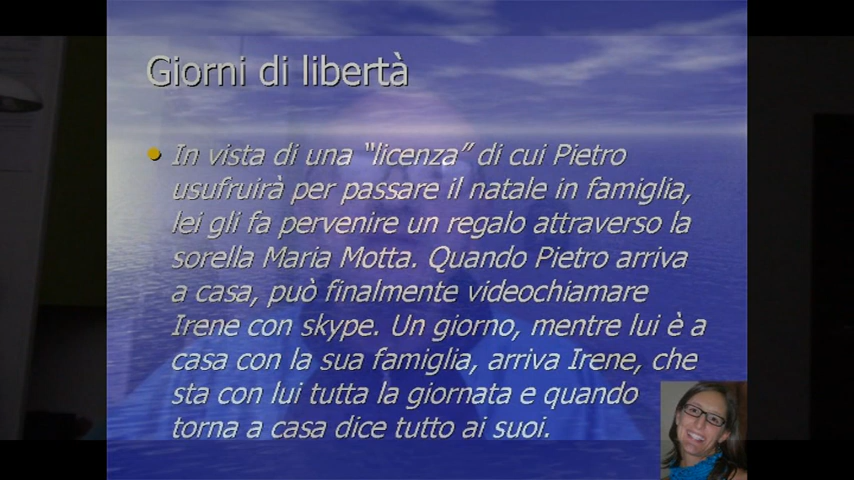 Giorni di libertà
• In vista di una “licenza” di cui Pietro
usufruirà per passare il natale in famiglia,
lei gli fa pervenire un regalo attraverso la
sorella Maria Motta. Quando Pietro arriva
a casa, può finalmente videochiamare
Irene con skype. Un giorno, mentre lui è a
casa con la sua famiglia, arriva Irene, che
sta con lui tutta la giornata e quando
torna a casa dice tutto ai suoi.